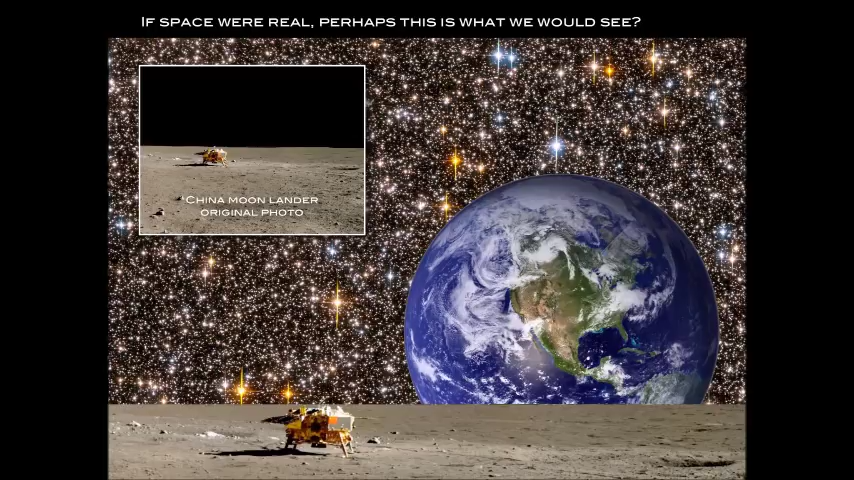 If space were real, perhaps this is what we would see?
*China moon lander
original photo